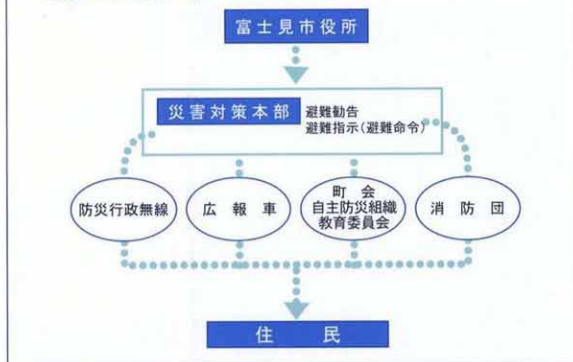 富士見市役所
災害対策本部
避難勧告
避難指示(避難命令)
防災行政無線
広報車
町会
自主防災組織
教育委員会
消防団
住民